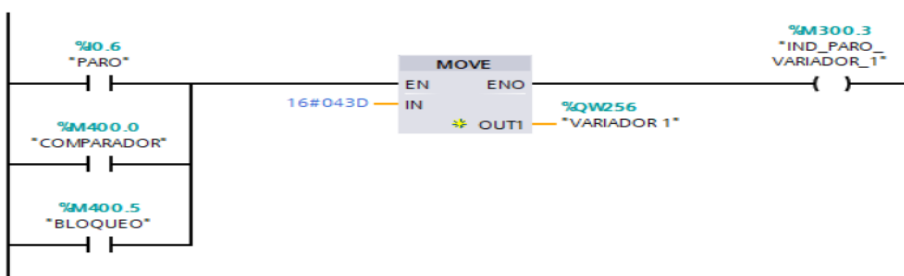 %I0.6
"PARO"
%M400.0
"COMPARADOR"
%M400.5
"BLOQUEO"
MOVE
EN ENO
16#043D IN
OUT1
%QW256
"VARIADOR 1"
%M300.3
"IND_PARO_
VARIADOR_1"